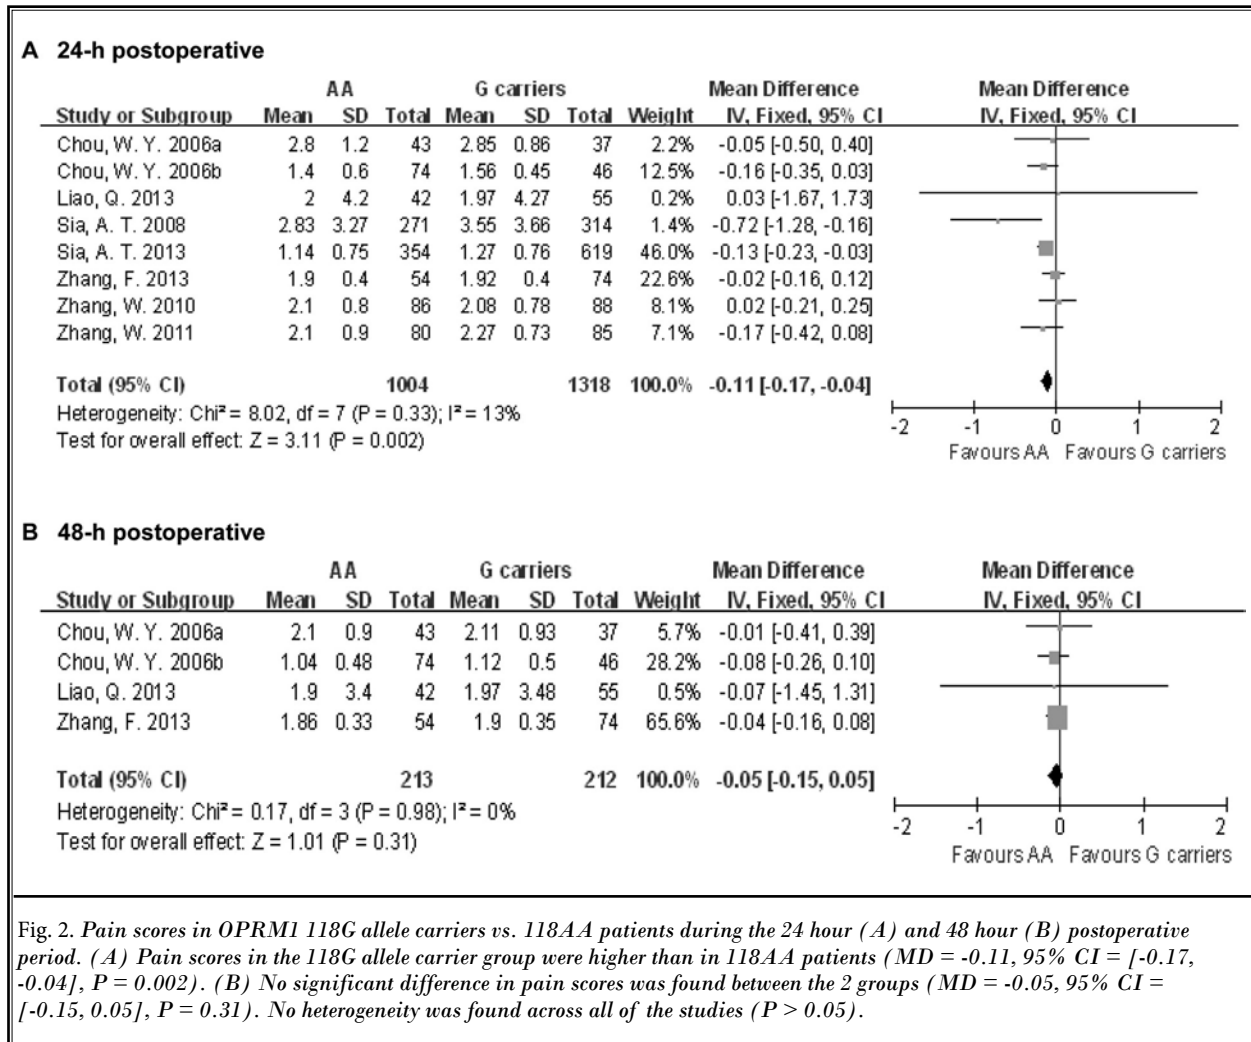 A 24-h postoperative
AA G carriers Mean Difference Mean Difference
Study or Subgroup Mean SD Total Mean SD Total Weight IV, Fixed, 95% CI IV, Fixed, 95% CI
Chou, W. Y. 2006a 2.8 1.2 43 2.85 0.86 37 2.2% -0.05 [-0.50, 0.40]
Chou, W. Y. 2006b 1.4 0.6 74 1.56 0.45 46 12.5% -0.16 [-0.35, 0.03]
Liao, Q. 2013 2 4.2 42 1.97 4.27 55 0.2% 0.03 [-1.67, 1.73]
Sia, A. T. 2008 2.83 3.27 271 3.55 3.66 314 1.4% -0.72 [-1.28, -0.16]
Sia, A. T. 2013 1.14 0.75 354 1.27 0.76 619 46.0% -0.13 [-0.23, -0.03]
Zhang, F. 2013 1.9 0.4 54 1.92 0.4 74 22.6% -0.02 [-0.16, 0.12]
Zhang, W. 2010 2.1 0.8 86 2.08 0.78 88 8.1% 0.02 [-0.21, 0.25]
Zhang, W. 2011 2.1 0.9 80 2.27 0.73 85 7.1% -0.17 [-0.42, 0.08]
Total (95% CI) 1004 1318 100.0% -0.11 [-0.17, -0.04]
Heterogeneity: Chi² = 8.02, df = 7 (P = 0.33); I² = 13%
Test for overall effect: Z = 3.11 (P = 0.002)
-2 -1 0 1 2
Favours AA Favours G carriers
B 48-h postoperative
AA G carriers Mean Difference Mean Difference
Study or Subgroup Mean SD Total Mean SD Total Weight IV, Fixed, 95% CI IV, Fixed, 95% CI
Chou, W. Y. 2006a 2.1 0.9 43 2.11 0.93 37 5.7% -0.01 [-0.41, 0.39]
Chou, W. Y. 2006b 1.04 0.48 74 1.12 0.5 46 28.2% -0.08 [-0.26, 0.10]
Liao, Q. 2013 1.9 3.4 42 1.97 3.48 55 0.5% -0.07 [-1.45, 1.31]
Zhang, F. 2013 1.86 0.33 54 1.9 0.35 74 65.6% -0.04 [-0.16, 0.08]
Total (95% CI) 213 212 100.0% -0.05 [-0.15, 0.05]
Heterogeneity: Chi² = 0.17, df = 3 (P = 0.98); I² = 0%
Test for overall effect: Z = 1.01 (P = 0.31)
-2 -1 0 1 2
Favours AA Favours G carriers
Fig. 2. Pain scores in OPRM1 118G allele carriers vs. 118AA patients during the 24 hour (A) and 48 hour (B) postoperative
period. (A) Pain scores in the 118G allele carrier group were higher than in 118AA patients (MD = -0.11, 95% CI = [-0.17,
-0.04], P = 0.002). (B) No significant difference in pain scores was found between the 2 groups (MD = -0.05, 95% CI =
[-0.15, 0.05], P = 0.31). No heterogeneity was found across all of the studies (P > 0.05).